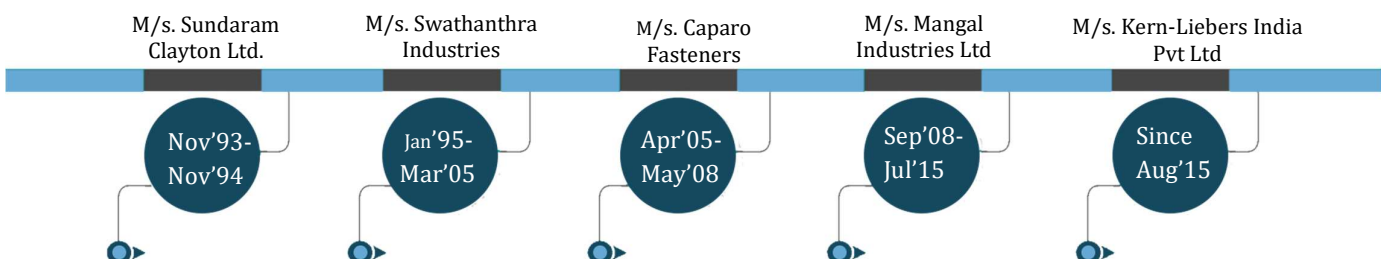 M/s. Sundaram
Clayton Ltd.
M/s. Swathanthra
Industries
M/s. Caparo
Fasteners
M/s. Mangal
Industries Ltd
M/s. Kern-Liebers India
Pvt Ltd
Nov’93-
Nov’94
Jan’95-
Mar’05
Apr’05-
May’08
Sep’08-
Jul’15
Since
Aug’15